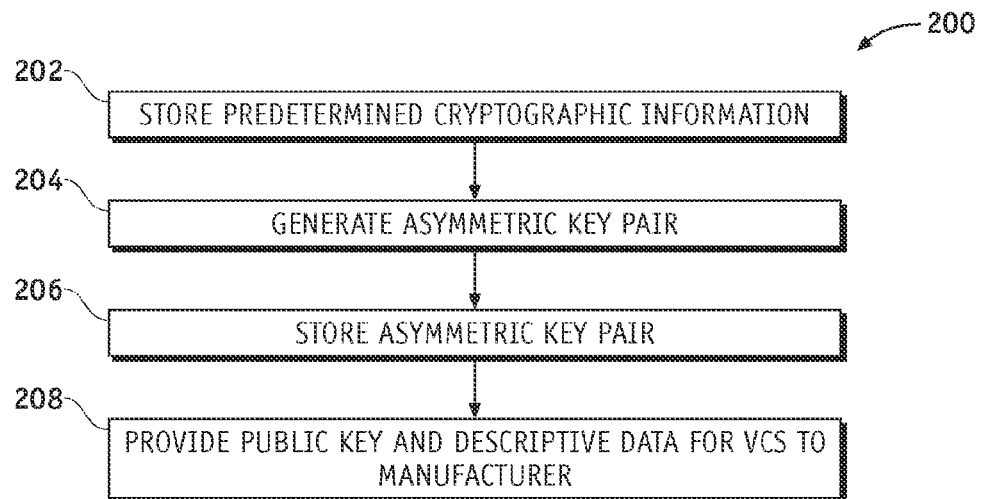 200
202
STORE PREDETERMINED CRYPTOGRAPHIC INFORMATION
204
GENERATE ASYMMETRIC KEY PAIR
206
STORE ASYMMETRIC KEY PAIR
208
PROVIDE PUBLIC KEY AND DESCRIPTIVE DATA FOR VCS TO
MANUFACTURER